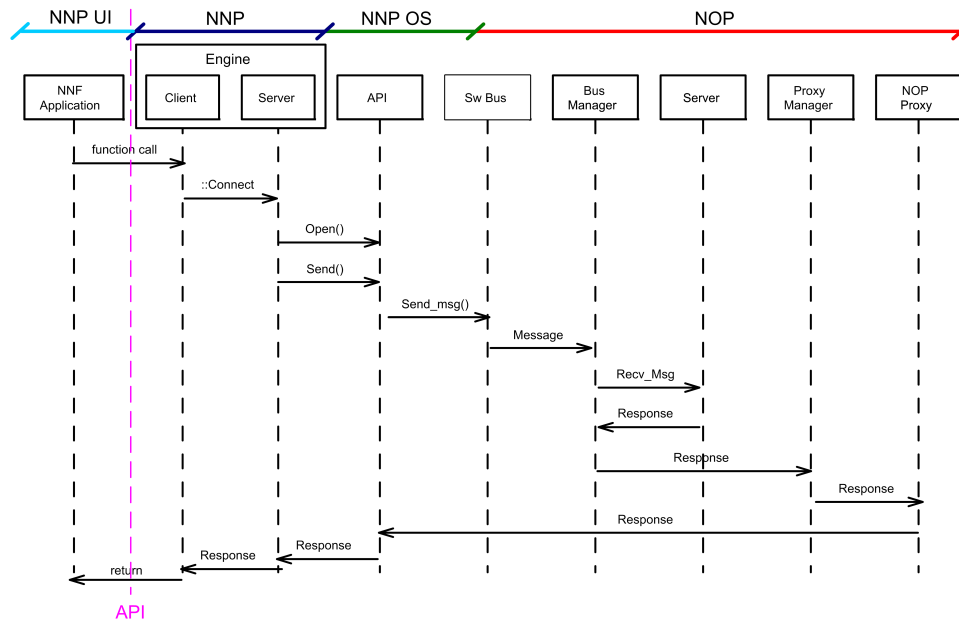 NNP UI
NNP
NNP OS
NOP
Engine
NNF
Application
Client
Server
API
Sw Bus
Bus
Manager
Server
Proxy
Manager
NOP
Proxy
function call
::Connect
Open()
Send()
Send_msg()
Message
Recv_Msg
Response
Response
Response
Response
Response
Response
return
API